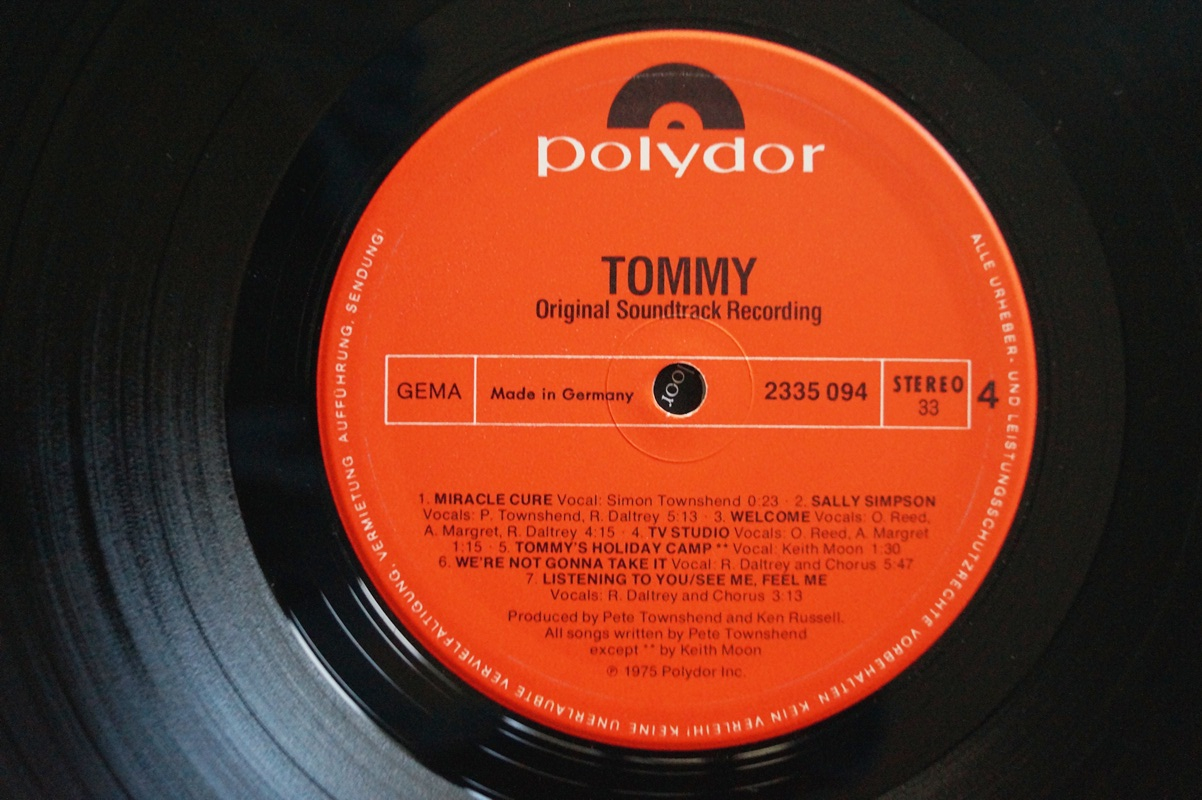 polydor
TOMMY
Original Soundtrack Recording
GEMA
Made in Germany
oor
2335 094
STEREO
33
4
1. MIRACLE CURE Vocal: Simon Townshend 0:23 · 2. SALLY SIMPSON
Vocals: P. Townshend, R. Daltrey 5:13 · 3. WELCOME Vocals: O. Reed,
A. Margret, R. Daltrey 4:15 · 4. TV STUDIO Vocals: O. Reed, A. Margret
1:15 · 5. TOMMY'S HOLIDAY CAMP ** Vocal: Keith Moon 1:30
6. WE'RE NOT GONNA TAKE IT Vocal: R. Daltrey and Chorus 5:47
7. LISTENING TO YOU/SEE ME, FEEL ME
Vocals: R. Daltrey and Chorus 3:13
Produced by Pete Townshend and Ken Russell.
All songs written by Pete Townshend
except ** by Keith Moon
℗ 1975 Polydor Inc.
ALLE URHEBER- UND LEISTUNGSSCHUTZRECHTE VORBEHALTEN KEIN VERLEIH! KEINE UNERLAUBTE VERVIELFÄLTIGUNG, VERMIETUNG AUFFÜHRUNG, SENDUNG!